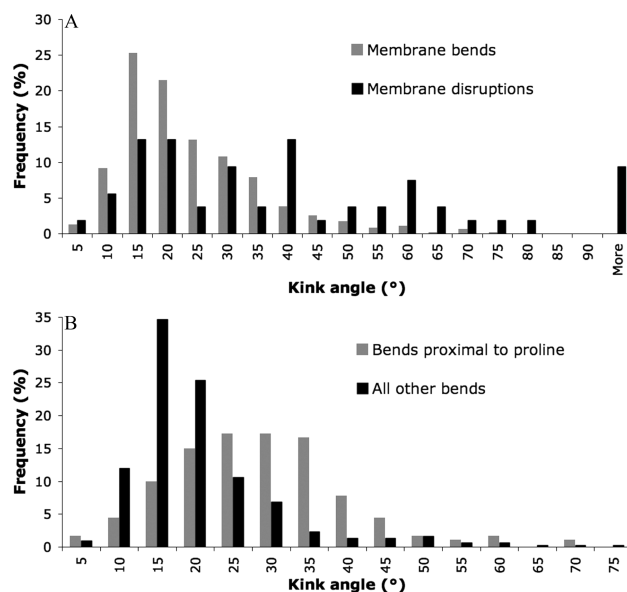 A
30
25
20
15
10
5
0
Frequency (%)
Membrane bends
Membrane disruptions
5 10 15 20 25 30 35 40 45 50 55 60 65 70 75 80 85 90 More
Kink angle (°)
B
35
30
25
20
15
10
5
0
Frequency (%)
Bends proximal to proline
All other bends
5 10 15 20 25 30 35 40 45 50 55 60 65 70 75
Kink angle (°)